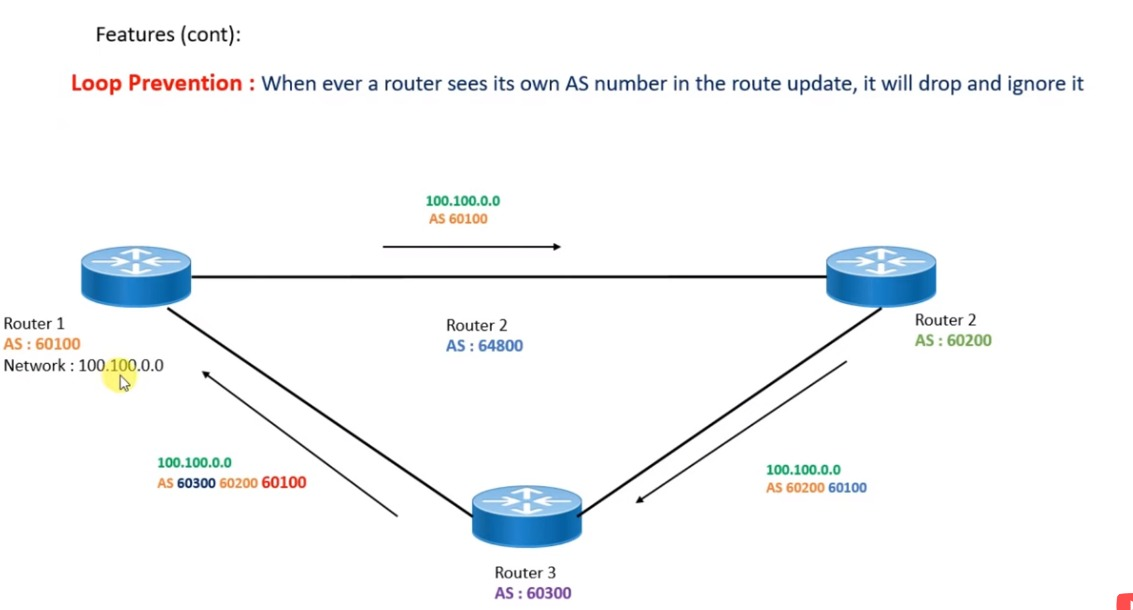 Features (cont):
Loop Prevention : When ever a router sees its own AS number in the route update, it will drop and ignore it
100.100.0.0
AS 60100
Router 1
AS : 60100
Network : 100.100.0.0
Router 2
AS : 64800
Router 2
AS : 60200
100.100.0.0
AS 60300 60200 60100
100.100.0.0
AS 60200 60100
Router 3
AS : 60300